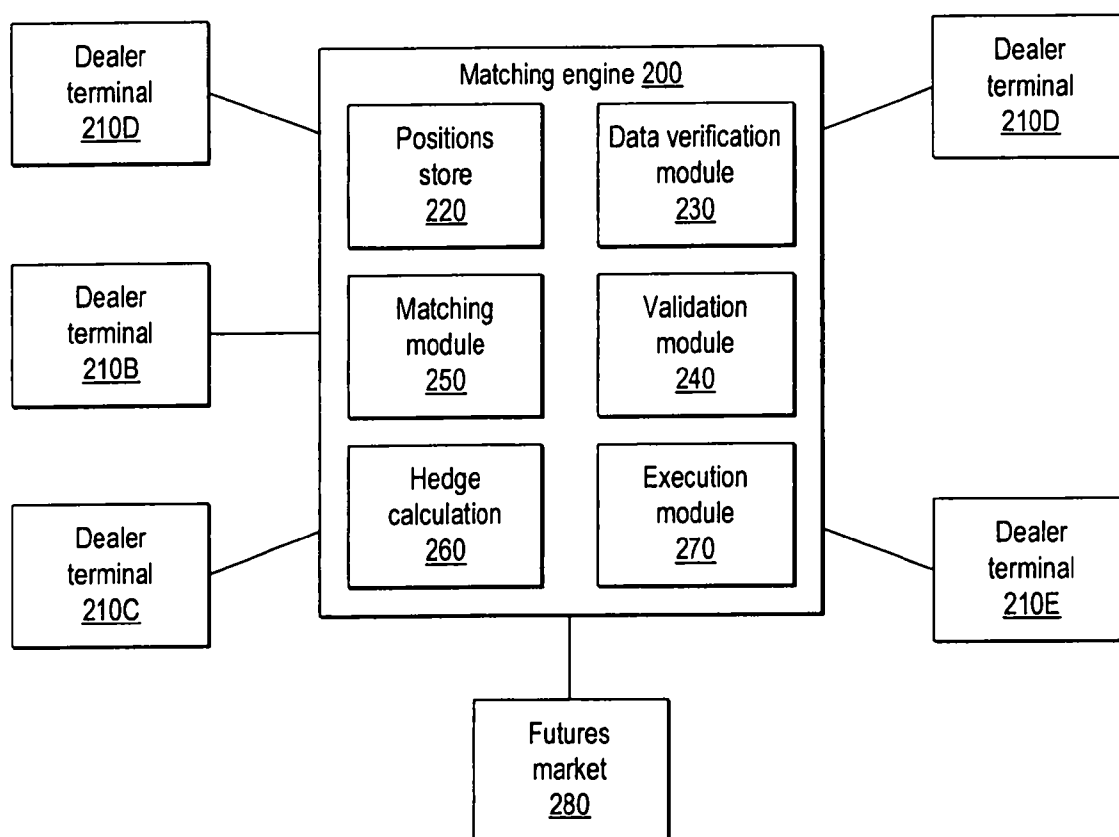 Dealer
terminal
210D
Matching engine 200
Dealer
terminal
210D
Positions
store
220
Data verification
module
230
Dealer
terminal
210B
Matching
module
250
Validation
module
240
Dealer
terminal
210C
Hedge
calculation
260
Execution
module
270
Dealer
terminal
210E
Futures
market
280